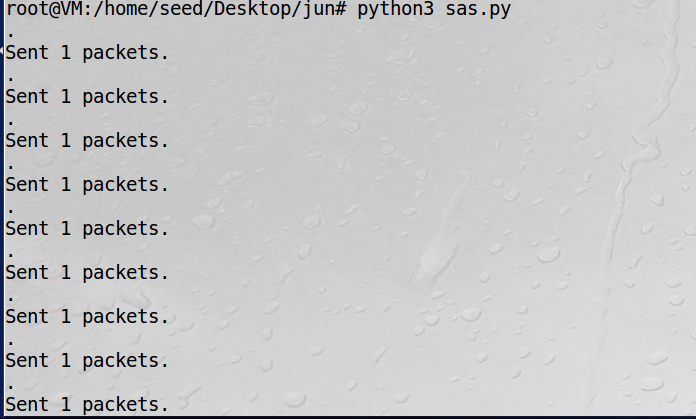 root@VM:/home/seed/Desktop/jun# python3 sas.py
.
Sent 1 packets.
.
Sent 1 packets.
.
Sent 1 packets.
.
Sent 1 packets.
.
Sent 1 packets.
.
Sent 1 packets.
.
Sent 1 packets.
.
Sent 1 packets.
.
Sent 1 packets.